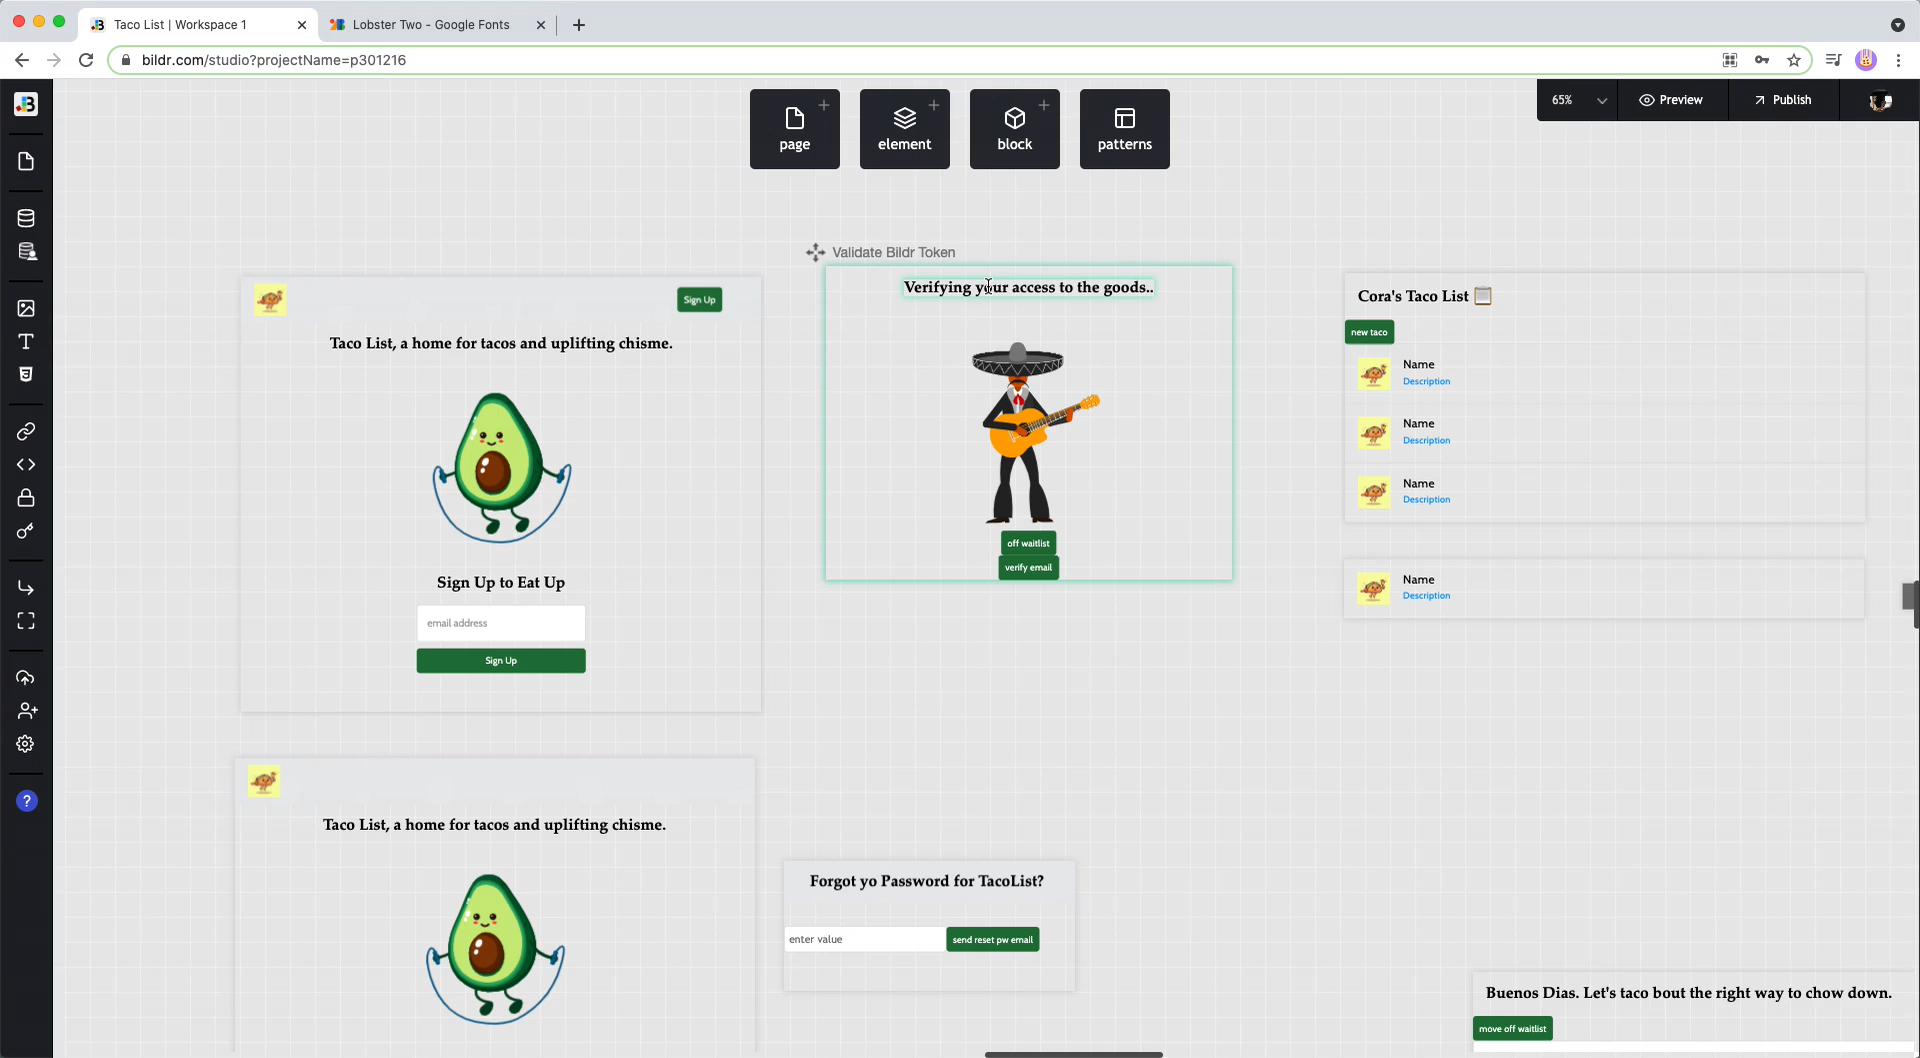 Taco List | Workspace 1
Lobster Two - Google Fonts
bildr.com/studio?projectName=p301216
page
element
block
patterns
65%
Preview
Publish
Validate Bildr Token
Sign Up
Taco List, a home for tacos and uplifting chisme.
Sign Up to Eat Up
email address
Sign Up
Verifying your access to the goods..
off waitlist
verify email
Cora's Taco List
new taco
Name
Description
Name
Description
Name
Description
Name
Description
Taco List, a home for tacos and uplifting chisme.
Forgot yo Password for TacoList?
enter value
send reset pw email
Buenos Dias. Let's taco bout the right way to chow down.
move off waitlist